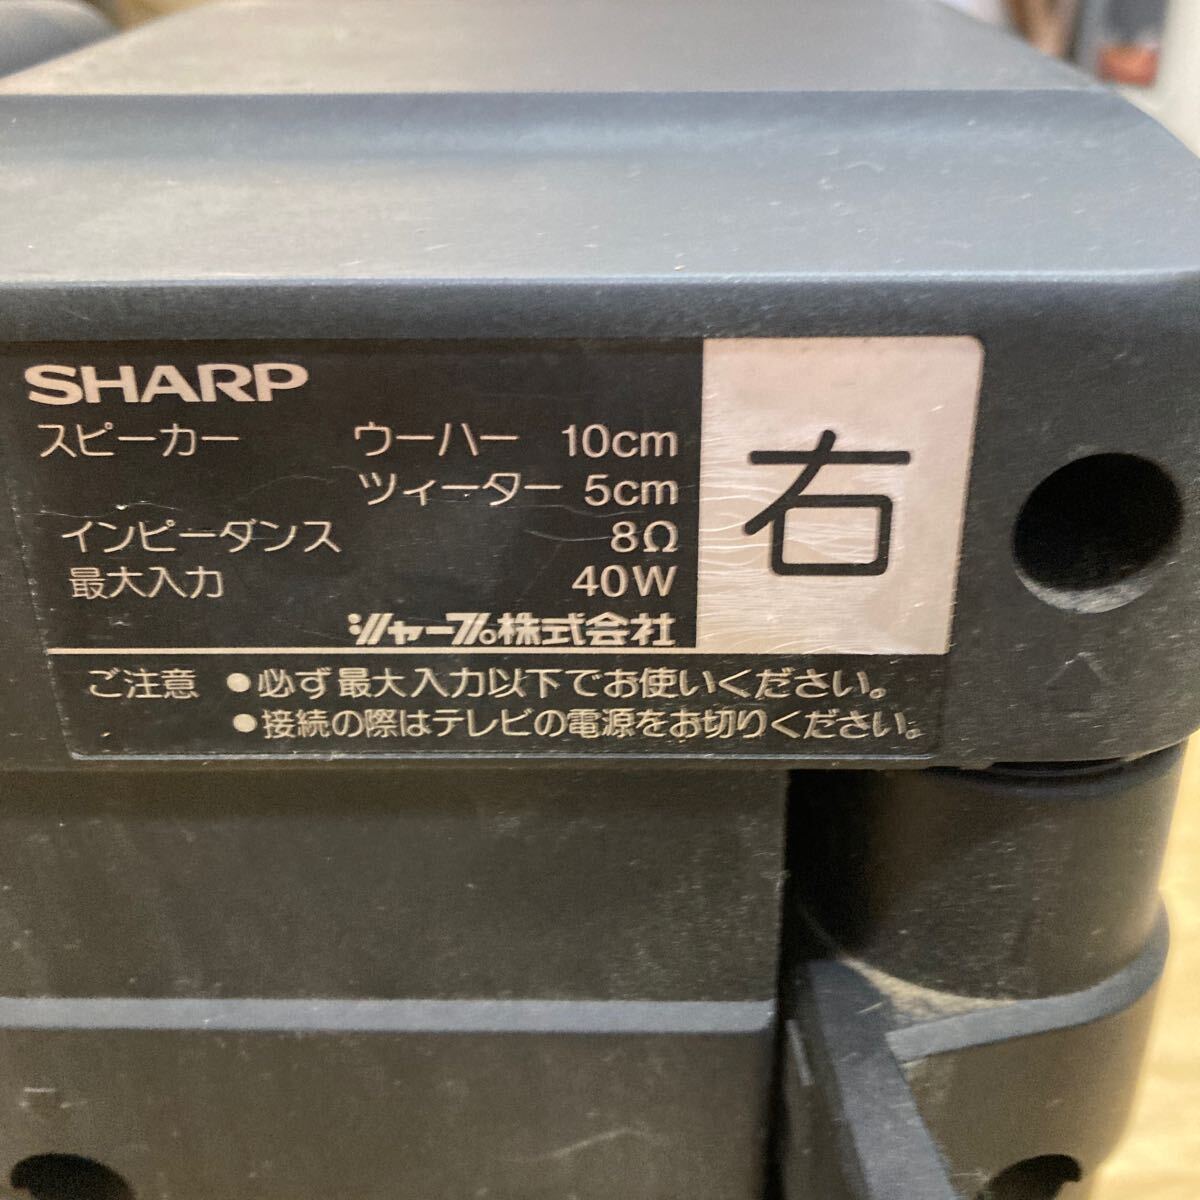 SHARP
スピーカー ウーハー 10cm
ツィーター 5cm
インピーダンス 8Ω
最大入力 40W
シャープ株式会社
右
ご注意 ●必ず最大入力以下でお使いください。
●接続の際はテレビの電源をお切りください。